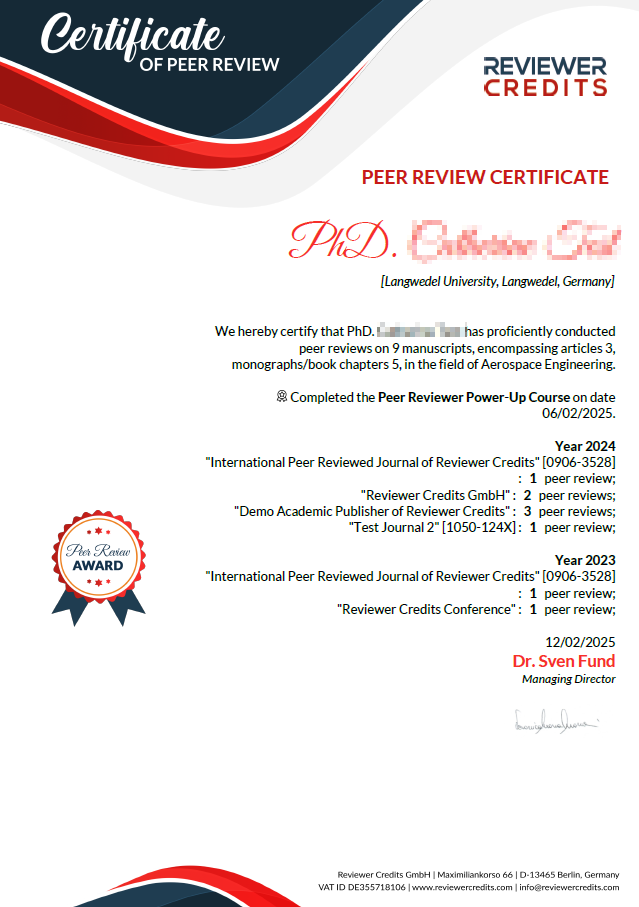 Certificate
OF PEER REVIEW
REVIEWER
CREDITS
PEER REVIEW CERTIFICATE
PhD.
[Langwedel University, Langwedel, Germany]
We hereby certify that PhD. has proficiently conducted
peer reviews on 9 manuscripts, encompassing articles 3,
monographs/book chapters 5, in the field of Aerospace Engineering.
Completed the Peer Reviewer Power-Up Course on date
06/02/2025.
Year 2024
"International Peer Reviewed Journal of Reviewer Credits" [0906-3528]
: 1 peer review;
"Reviewer Credits GmbH" : 2 peer reviews;
"Demo Academic Publisher of Reviewer Credits" : 3 peer reviews;
"Test Journal 2" [1050-124X] : 1 peer review;
Peer Review
AWARD
Year 2023
"International Peer Reviewed Journal of Reviewer Credits" [0906-3528]
: 1 peer review;
"Reviewer Credits Conference" : 1 peer review;
12/02/2025
Dr. Sven Fund
Managing Director
Reviewer Credits GmbH | Maximiliankorso 66 | D-13465 Berlin, Germany
VAT ID DE355718106 | www.reviewercredits.com | info@reviewercredits.com